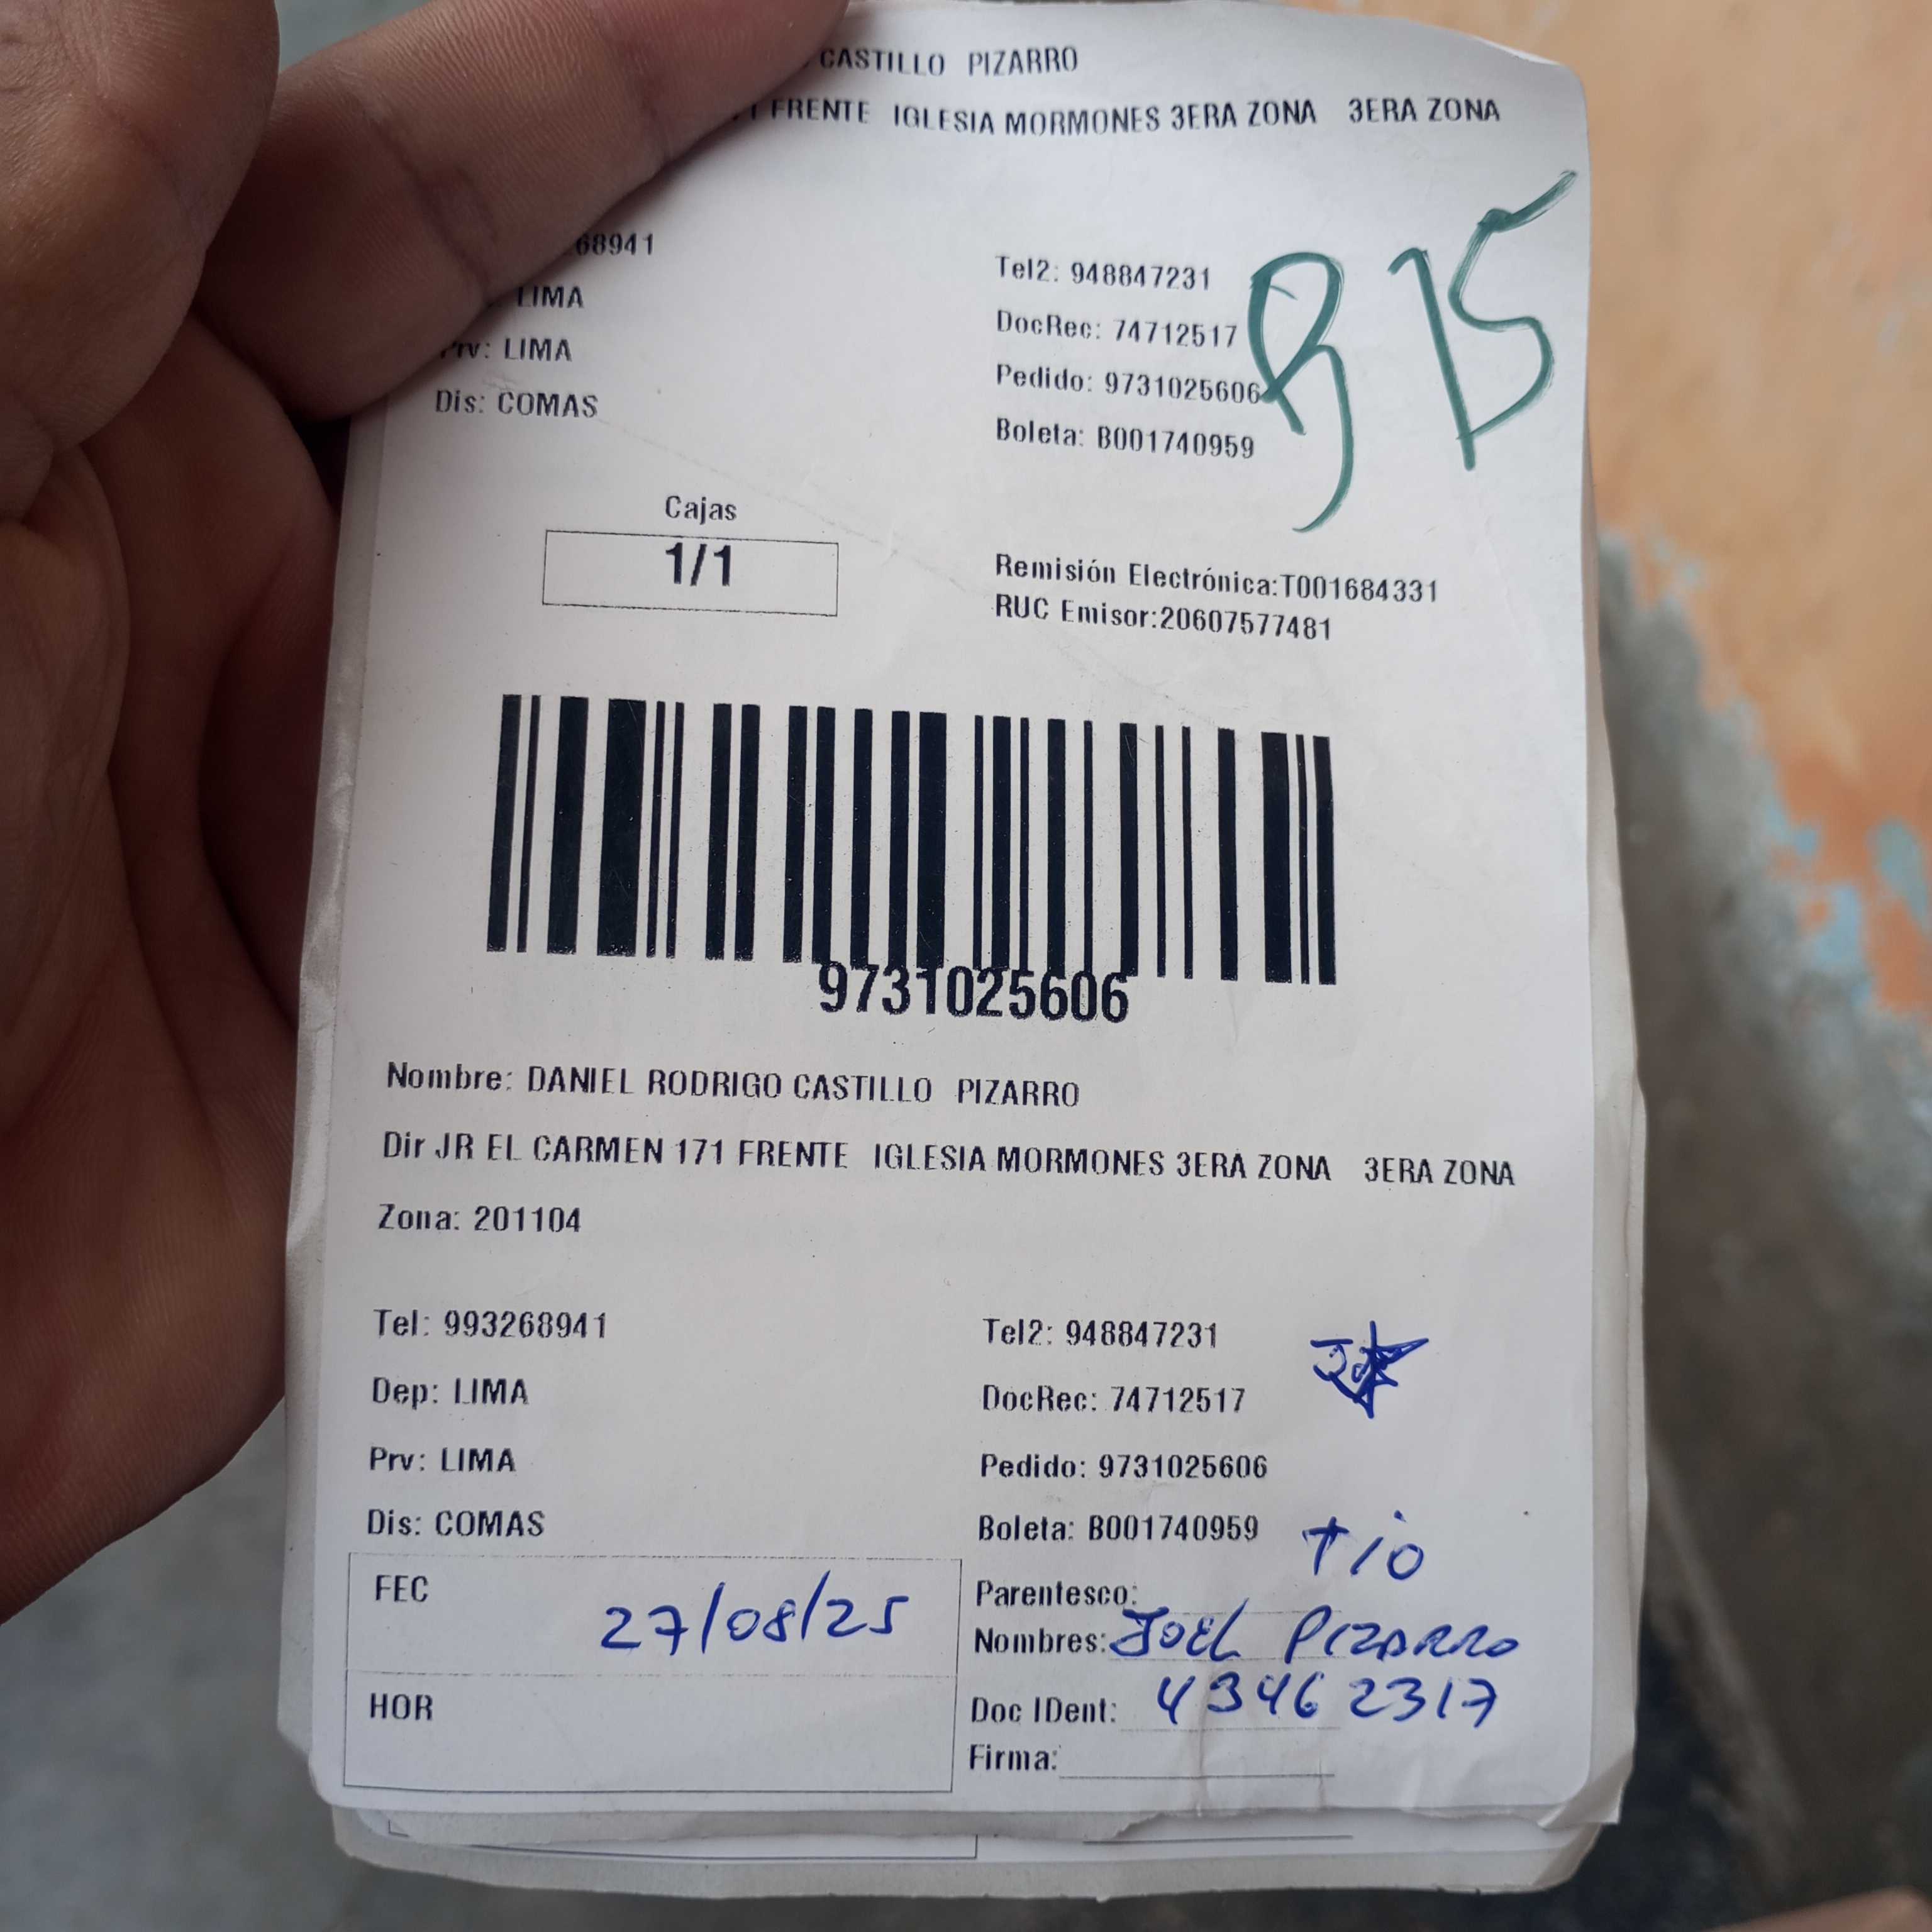 CASTILLO PIZARRO
FRENTE IGLESIA MORMONES 3ERA ZONA 3ERA ZONA
68941
Tel2: 948847231
LIMA
DocRec: 74712517
Prv: LIMA
Pedido: 9731025606
Dis: COMAS
Boleta: B001740959
Cajas
1/1
Remisión Electrónica:T001684331
RUC Emisor:20607577481
9731025606
Nombre: DANIEL RODRIGO CASTILLO PIZARRO
Dir JR EL CARMEN 171 FRENTE IGLESIA MORMONES 3ERA ZONA 3ERA ZONA
Zona: 201104
Tel: 993268941 Tel2: 948847231
Dep: LIMA DocRec: 74712517
Prv: LIMA Pedido: 9731025606
Dis: COMAS Boleta: B001740959
FEC 27/08/25
HOR
Parentesco: Tio
Nombres: JOEL PIZARRO
Doc IDent: 43462317
Firma: